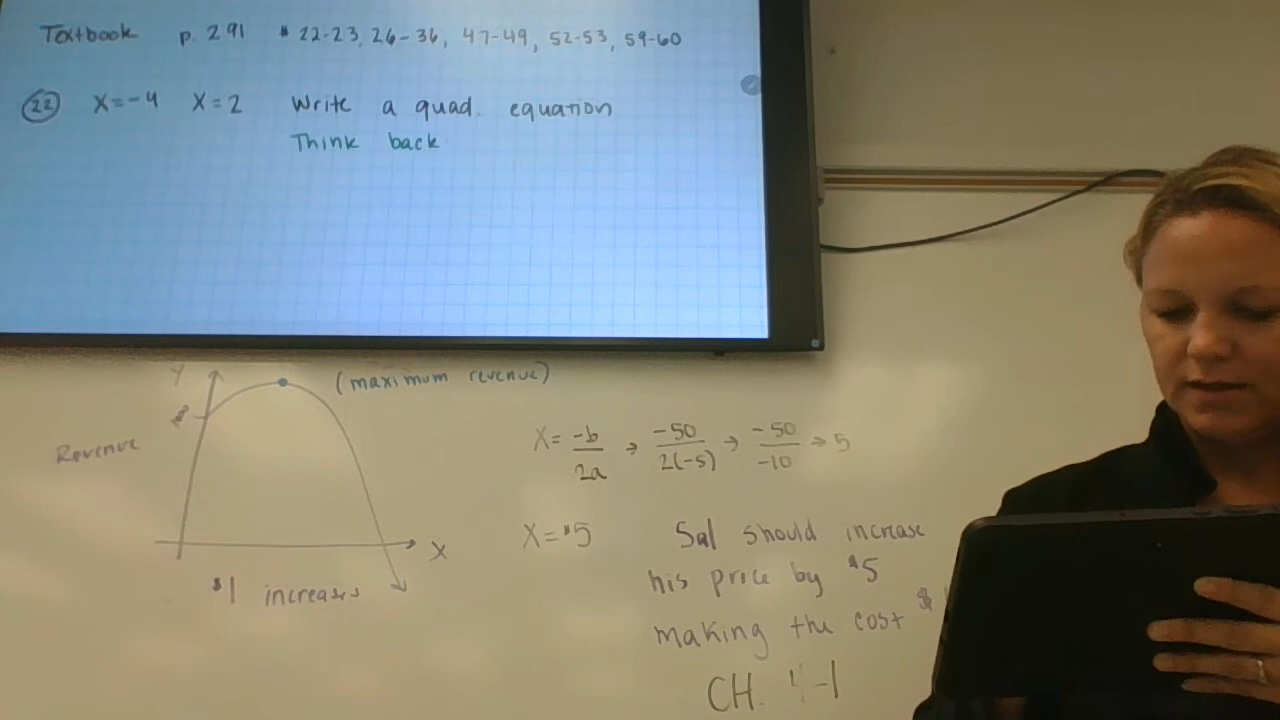 Textbook p. 291 # 22-23, 26-36, 47-49, 52-53, 59-60
22 X=-4 X=2 Write a quad. equation
Think back
Y
(maximum revenue)
Revenue
X= -b/2a → -50/2(-5) → -50/-10 → 5
X
X=$5
$1 increases
Sal should increase
his price by $5
making the cost $
CH. 4-1